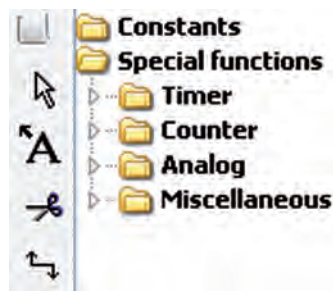 Constants
Special functions
Timer
Counter
A
Analog
Miscellaneous